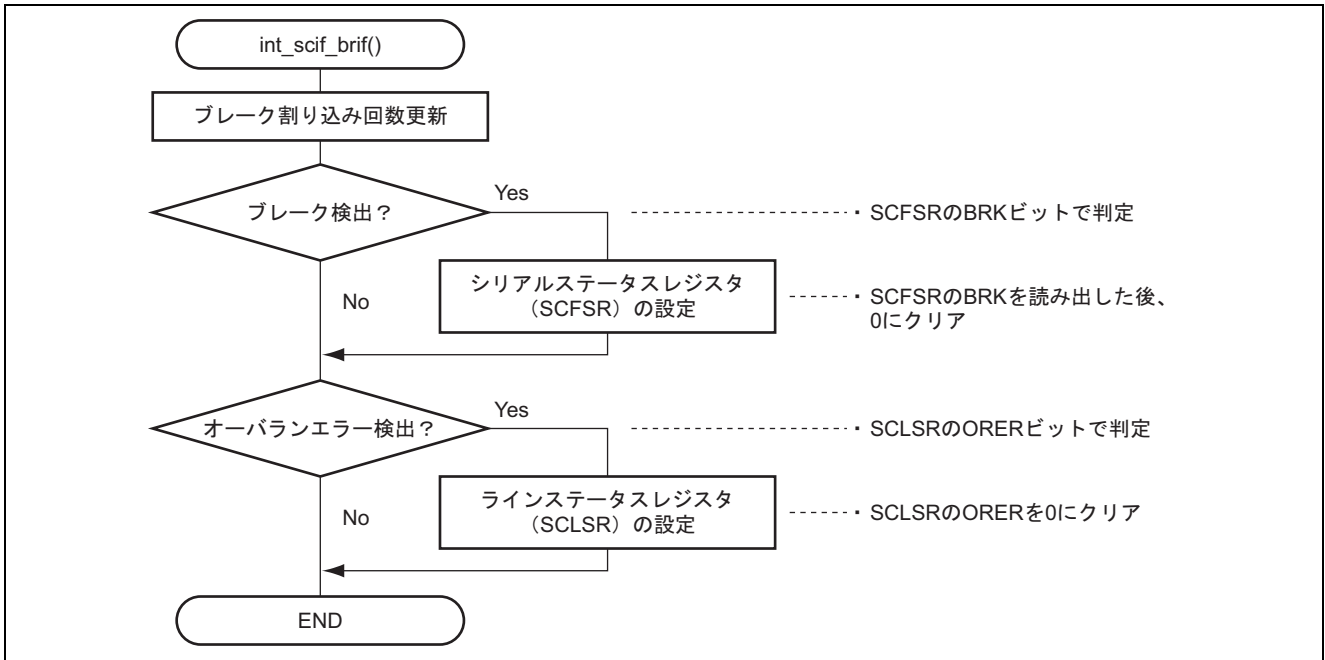 int_scif_brif()
ブレーク割り込み回数更新
ブレーク検出？
Yes
・SCFSRのBRKビットで判定
シリアルステータスレジスタ
（SCFSR）の設定
・SCFSRのBRKを読み出した後、
0にクリア
No
オーバランエラー検出？
Yes
・SCLSRのORERビットで判定
ラインステータスレジスタ
（SCLSR）の設定
・SCLSRのORERを0にクリア
No
END